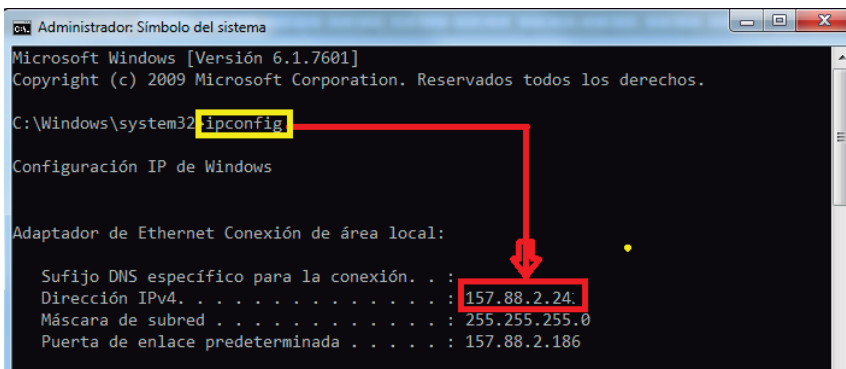 Administrador: Símbolo del sistema
Microsoft Windows [Versión 6.1.7601]
Copyright (c) 2009 Microsoft Corporation. Reservados todos los derechos.
C:\Windows\system32>ipconfig
Configuración IP de Windows
Adaptador de Ethernet Conexión de área local:
Sufijo DNS específico para la conexión. . :
Dirección IPv4. . . . . . . . . . . . . . : 157.88.2.24
Máscara de subred . . . . . . . . . . . . : 255.255.255.0
Puerta de enlace predeterminada . . . . . : 157.88.2.186